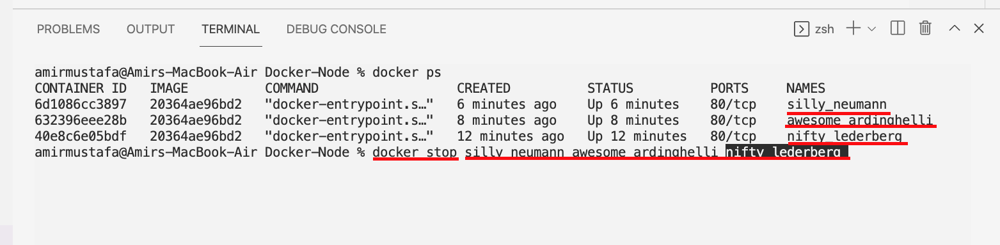 PROBLEMS OUTPUT TERMINAL DEBUG CONSOLE zsh
amirmustafa@Amirs-MacBook-Air Docker-Node % docker ps
CONTAINER ID IMAGE COMMAND CREATED STATUS PORTS NAMES
6d1086cc3897 20364ae96bd2 "docker-entrypoint.s…" 6 minutes ago Up 6 minutes 80/tcp silly_neumann
632396eee28b 20364ae96bd2 "docker-entrypoint.s…" 8 minutes ago Up 8 minutes 80/tcp awesome_ardinghelli
40e8c6e05bdf 20364ae96bd2 "docker-entrypoint.s…" 12 minutes ago Up 12 minutes 80/tcp nifty_lederberg
amirmustafa@Amirs-MacBook-Air Docker-Node % docker stop silly_neumann awesome_ardinghelli nifty_lederberg